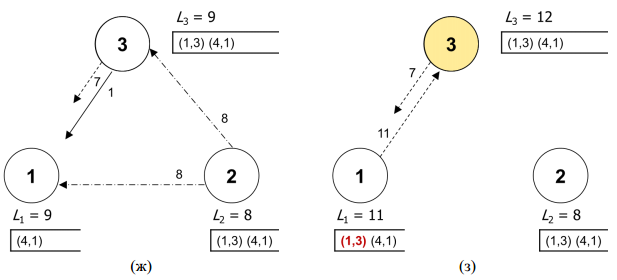 L₃ = 9
(1,3) (4,1)
3
7
1
8
8
1
2
L₁ = 9
(4,1)
L₂ = 8
(1,3) (4,1)
(ж)
L₃ = 12
(1,3) (4,1)
3
7
11
1
2
L₁ = 11
(1,3) (4,1)
L₂ = 8
(1,3) (4,1)
(з)